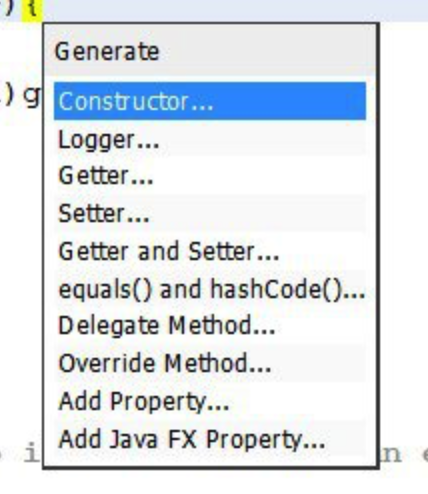 ) {
Generate
) g
Constructor...
Logger...
Getter...
Setter...
Getter and Setter...
equals() and hashCode()...
Delegate Method...
Override Method...
Add Property...
Add Java FX Property...
i
n e